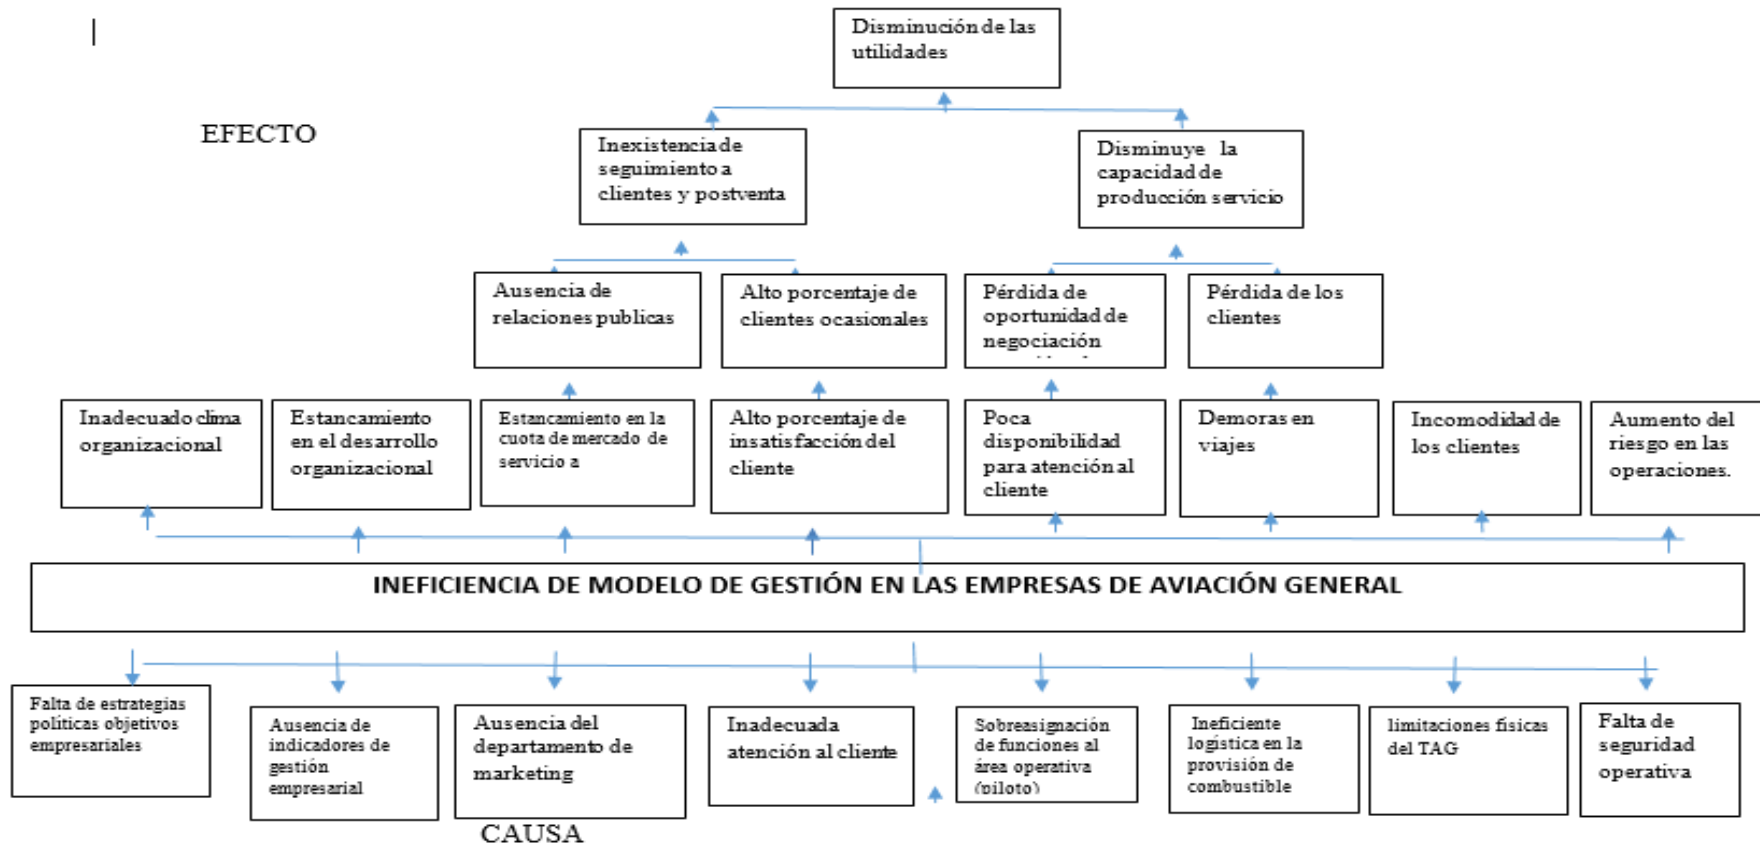 Disminución de las
utilidades
EFECTO
Inexistencia de
seguimiento a
clientes y postventa
Disminuye la
capacidad de
producción servicio
Ausencia de
relaciones publicas
Alto porcentaje de
clientes ocasionales
Pérdida de
oportunidad de
negociación
Pérdida de los
clientes
Inadecuado clima
organizacional
Estancamiento
en el desarrollo
organizacional
Estancamiento en la
cuota de mercado de
servicio a
Alto porcentaje de
insatisfacción del
cliente
Poca
disponibilidad
para atención al
cliente
Demoras en
viajes
Incomodidad de
los clientes
Aumento del
riesgo en las
operaciones.
INEFICIENCIA DE MODELO DE GESTIÓN EN LAS EMPRESAS DE AVIACIÓN GENERAL
Falta de estrategias
políticas objetivos
empresariales
Ausencia de
indicadores de
gestión
empresarial
Ausencia del
departamento de
marketing
Inadecuada
atención al cliente
Sobreasignación
de funciones al
área operativa
(piloto)
Ineficiente
logística en la
provisión de
combustible
limitaciones físicas
del TAG
Falta de
seguridad
operativa
CAUSA